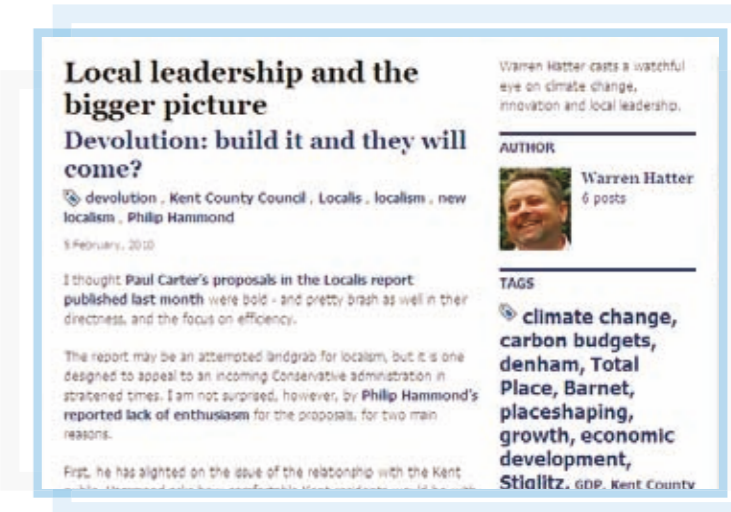 Local leadership and the
bigger picture
Devolution: build it and they will
come?
devolution , Kent County Council , Localis , localism , new
localism , Philip Hammond
5 February, 2010
I thought Paul Carter's proposals in the Localis report
published last month were bold - and pretty brash as well in their
directness, and the focus on efficiency.
The report may be an attempted landgrab for localism, but it is one
designed to appeal to an incoming Conservative administration in
straitened times. I am not surprised, however, by Philip Hammond's
reported lack of enthusiasm for the proposals, for two main
reasons.
First, he has alighted on the issue of the relationship with the Kent
Warren Hatter casts a watchful
eye on climate change,
innovation and local leadership.
AUTHOR
Warren Hatter
6 posts
TAGS
climate change,
carbon budgets,
denham, Total
Place, Barnet,
placeshaping,
growth, economic
development,
Stiglitz, GDP, Kent County